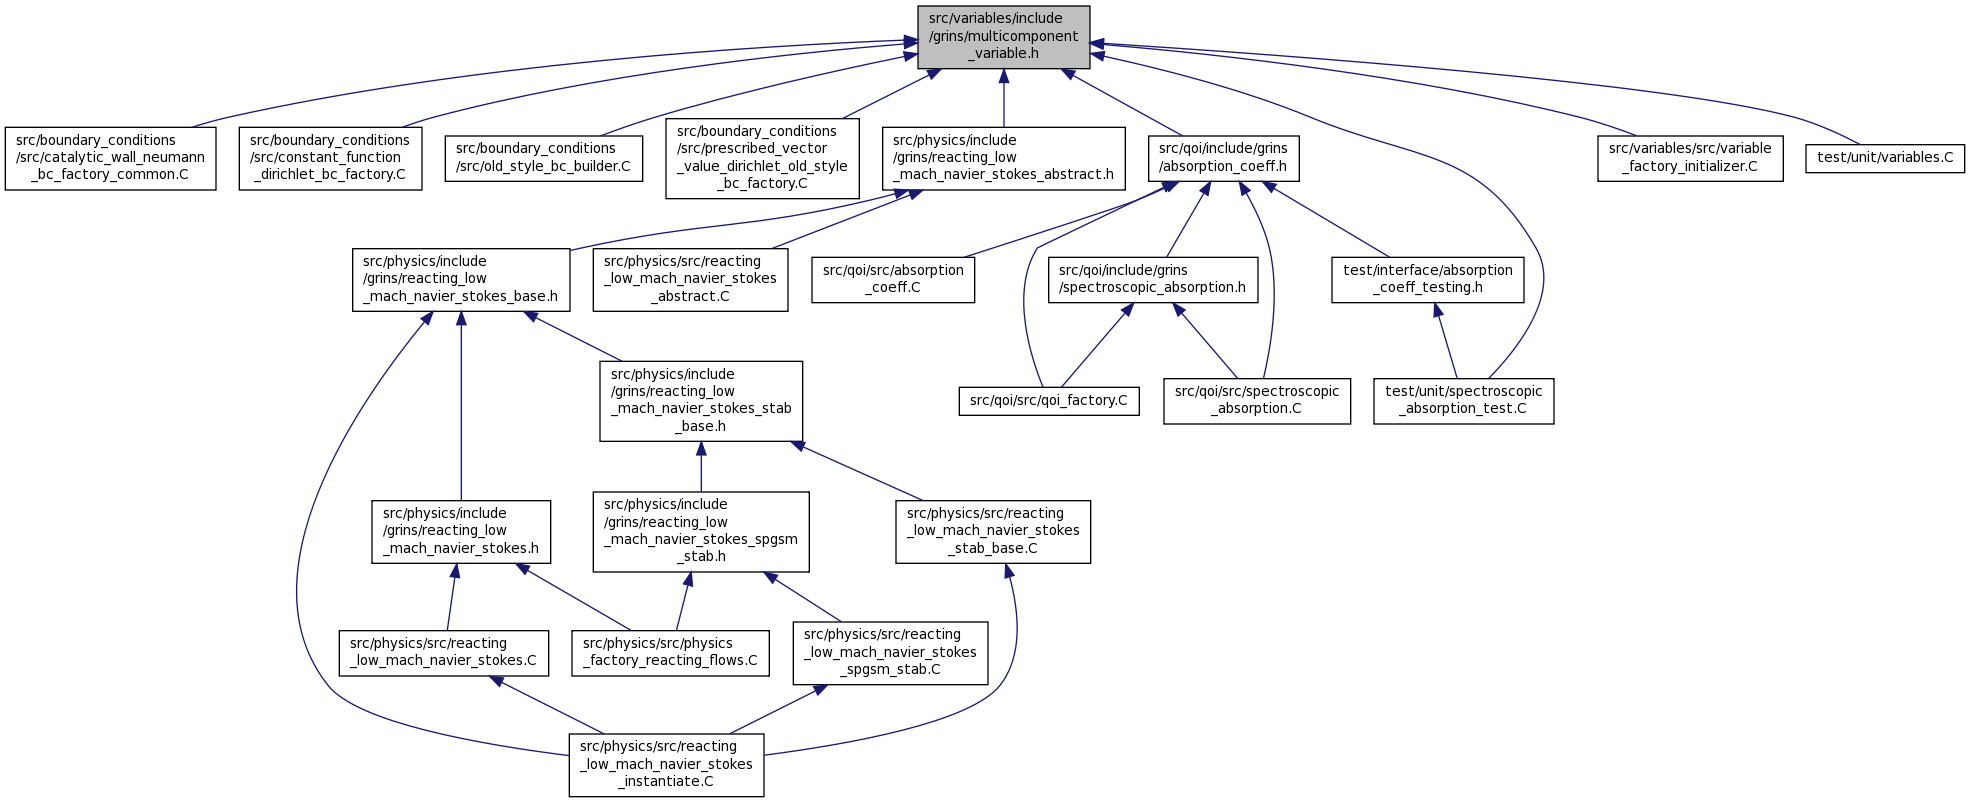 src/variables/include
/grins/multicomponent
_variable.h
src/boundary_conditions
/src/catalytic_wall_neumann
_bc_factory_common.C
src/boundary_conditions
/src/constant_function
_dirichlet_bc_factory.C
src/boundary_conditions
/src/old_style_bc_builder.C
src/boundary_conditions
/src/prescribed_vector
_value_dirichlet_old_style
_bc_factory.C
src/physics/include
/grins/reacting_low
_mach_navier_stokes_abstract.h
src/qoi/include/grins
/absorption_coeff.h
src/variables/src/variable
_factory_initializer.C
test/unit/variables.C
src/physics/include
/grins/reacting_low
_mach_navier_stokes_base.h
src/physics/src/reacting
_low_mach_navier_stokes
_abstract.C
src/qoi/src/absorption
_coeff.C
src/qoi/include/grins
/spectroscopic_absorption.h
test/interface/absorption
_coeff_testing.h
src/physics/include
/grins/reacting_low
_mach_navier_stokes_stab
_base.h
src/qoi/src/qoi_factory.C
src/qoi/src/spectroscopic
_absorption.C
test/unit/spectroscopic
_absorption_test.C
src/physics/include
/grins/reacting_low
_mach_navier_stokes.h
src/physics/include
/grins/reacting_low
_mach_navier_stokes_spgsm
_stab.h
src/physics/src/reacting
_low_mach_navier_stokes
_stab_base.C
src/physics/src/reacting
_low_mach_navier_stokes.C
src/physics/src/physics
_factory_reacting_flows.C
src/physics/src/reacting
_low_mach_navier_stokes
_spgsm_stab.C
src/physics/src/reacting
_low_mach_navier_stokes
_instantiate.C